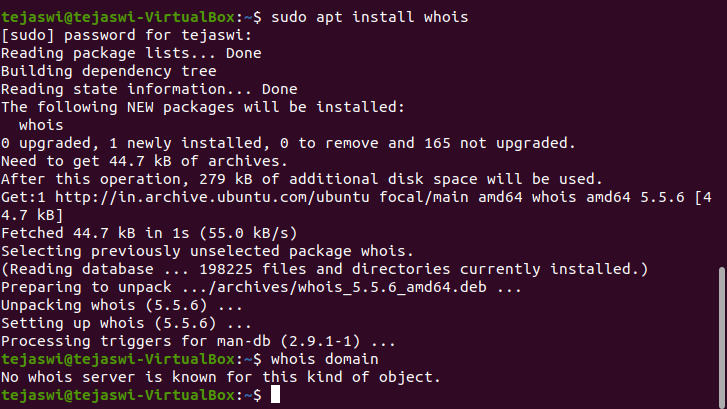 tejaswi@tejaswi-VirtualBox:~$ sudo apt install whois
[sudo] password for tejaswi:
Reading package lists... Done
Building dependency tree
Reading state information... Done
The following NEW packages will be installed:
  whois
0 upgraded, 1 newly installed, 0 to remove and 165 not upgraded.
Need to get 44.7 kB of archives.
After this operation, 279 kB of additional disk space will be used.
Get:1 http://in.archive.ubuntu.com/ubuntu focal/main amd64 whois amd64 5.5.6 [4
4.7 kB]
Fetched 44.7 kB in 1s (55.0 kB/s)
Selecting previously unselected package whois.
(Reading database ... 198225 files and directories currently installed.)
Preparing to unpack .../archives/whois_5.5.6_amd64.deb ...
Unpacking whois (5.5.6) ...
Setting up whois (5.5.6) ...
Processing triggers for man-db (2.9.1-1) ...
tejaswi@tejaswi-VirtualBox:~$ whois domain
No whois server is known for this kind of object.
tejaswi@tejaswi-VirtualBox:~$